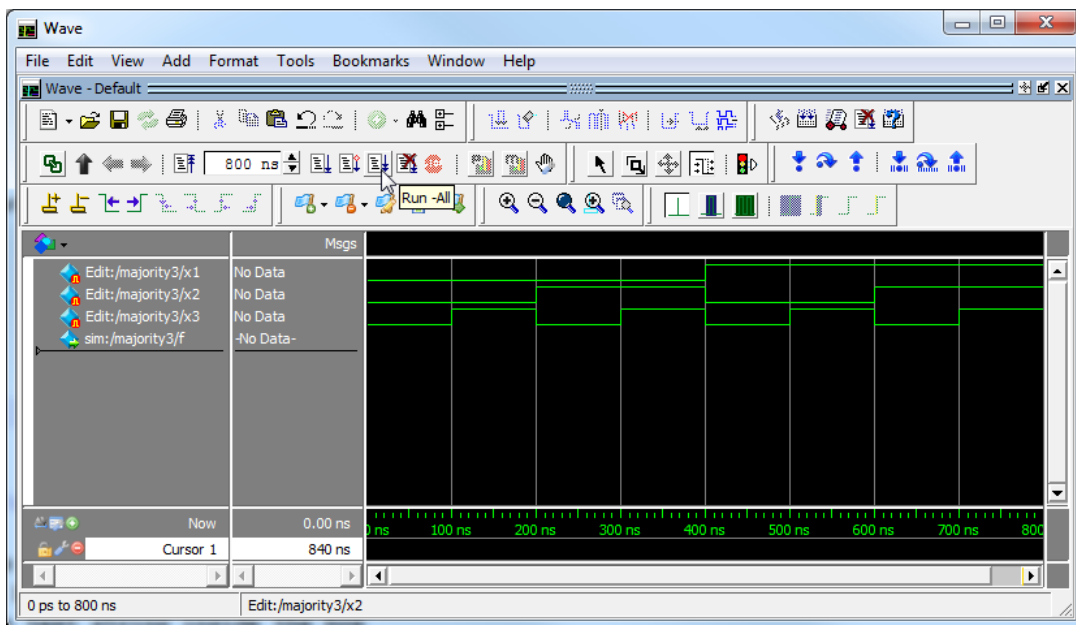 Wave
File Edit View Add Format Tools Bookmarks Window Help
Wave - Default
800 ns
Run -All
Msgs
Edit:/majority3/x1 No Data
Edit:/majority3/x2 No Data
Edit:/majority3/x3 No Data
sim:/majority3/f -No Data-
Now 0.00 ns
ns 100 ns 200 ns 300 ns 400 ns 500 ns 600 ns 700 ns 800
Cursor 1 840 ns
0 ps to 800 ns Edit:/majority3/x2